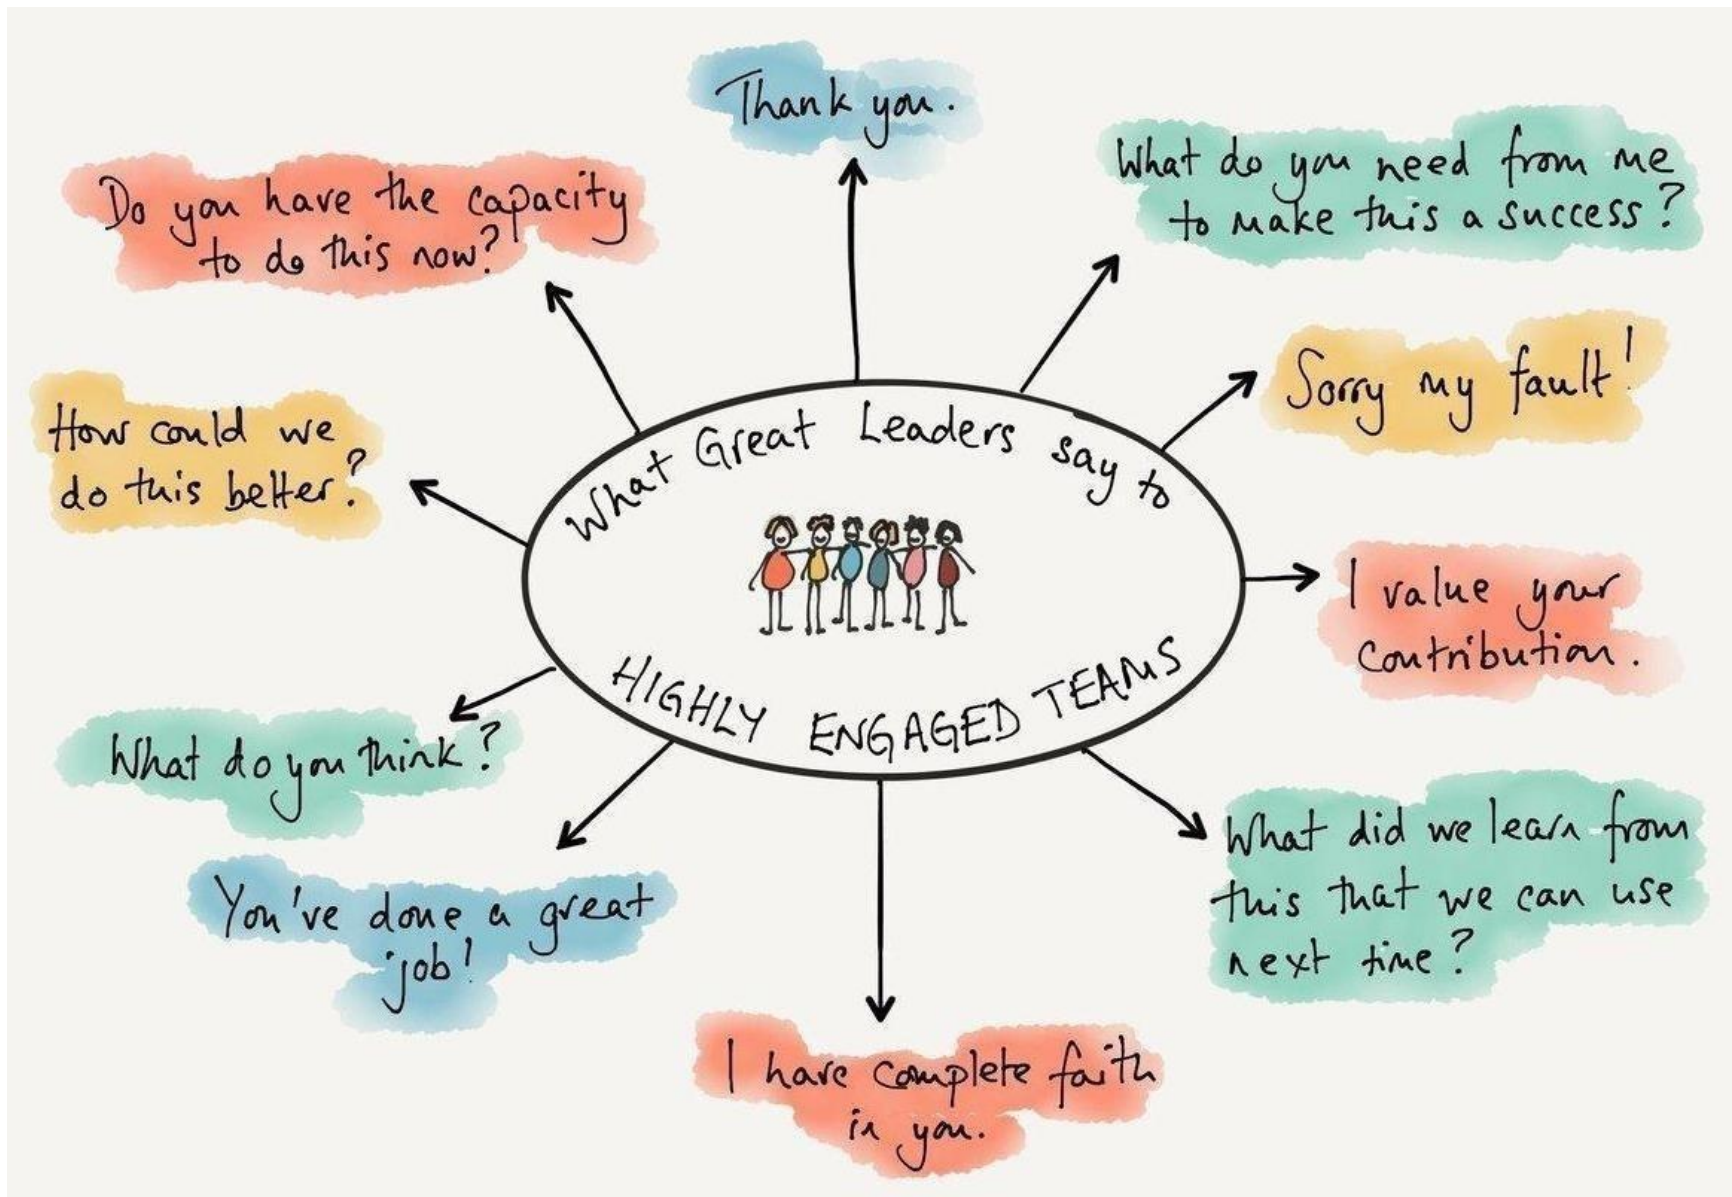 Thank you.
What do you need from me
to make this a success?
Sorry my fault!
I value your
contribution.
What did we learn from
this that we can use
next time?
I have complete faith
in you.
You've done a great
job!
What do you think?
How could we
do this better?
Do you have the capacity
to do this now?
What Great Leaders say to
HIGHLY ENGAGED TEAMS